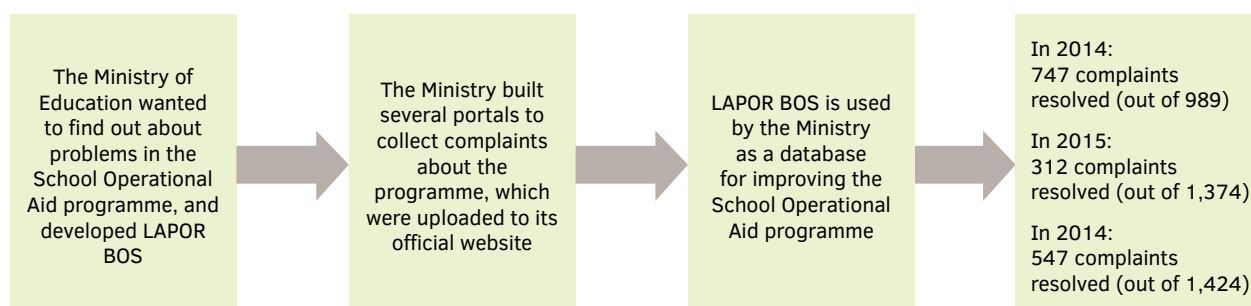 The Ministry of
Education wanted
to find out about
problems in the
School Operational
Aid programme, and
developed LAPOR
BOS
The Ministry built
several portals to
collect complaints
about the
programme, which
were uploaded to its
official website
LAPOR BOS is used
by the Ministry
as a database
for improving the
School Operational
Aid programme
In 2014:
747 complaints
resolved (out of 989)
In 2015:
312 complaints
resolved (out of 1,374)
In 2014:
547 complaints
resolved (out of 1,424)